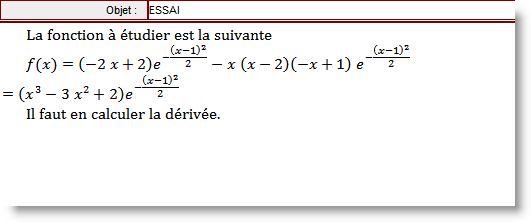 Objet : ESSAI
La fonction à étudier est la suivante
f(x) = (−2 x + 2)e^{−\frac{(x−1)^2}{2}} − x (x − 2)(−x + 1) e^{−\frac{(x−1)^2}{2}}
= (x^3 − 3 x^2 + 2)e^{−\frac{(x−1)^2}{2}}
Il faut en calculer la dérivée.